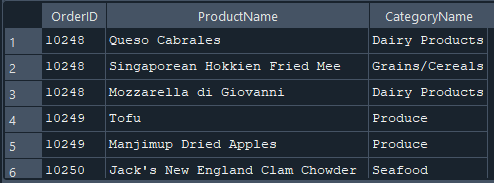 OrderID ProductName CategoryName
1 10248 Queso Cabrales Dairy Products
2 10248 Singaporean Hokkien Fried Mee Grains/Cereals
3 10248 Mozzarella di Giovanni Dairy Products
4 10249 Tofu Produce
5 10249 Manjimup Dried Apples Produce
6 10250 Jack's New England Clam Chowder Seafood